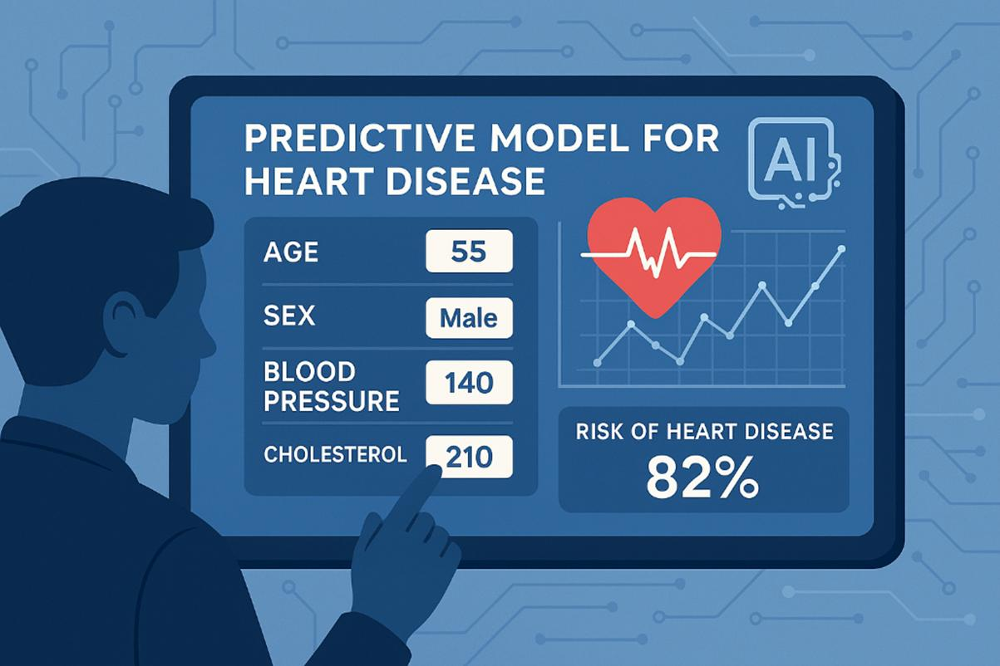 PREDICTIVE MODEL FOR
HEART DISEASE
AI
AGE 55
SEX Male
BLOOD
PRESSURE 140
CHOLESTEROL 210
RISK OF HEART DISEASE
82%